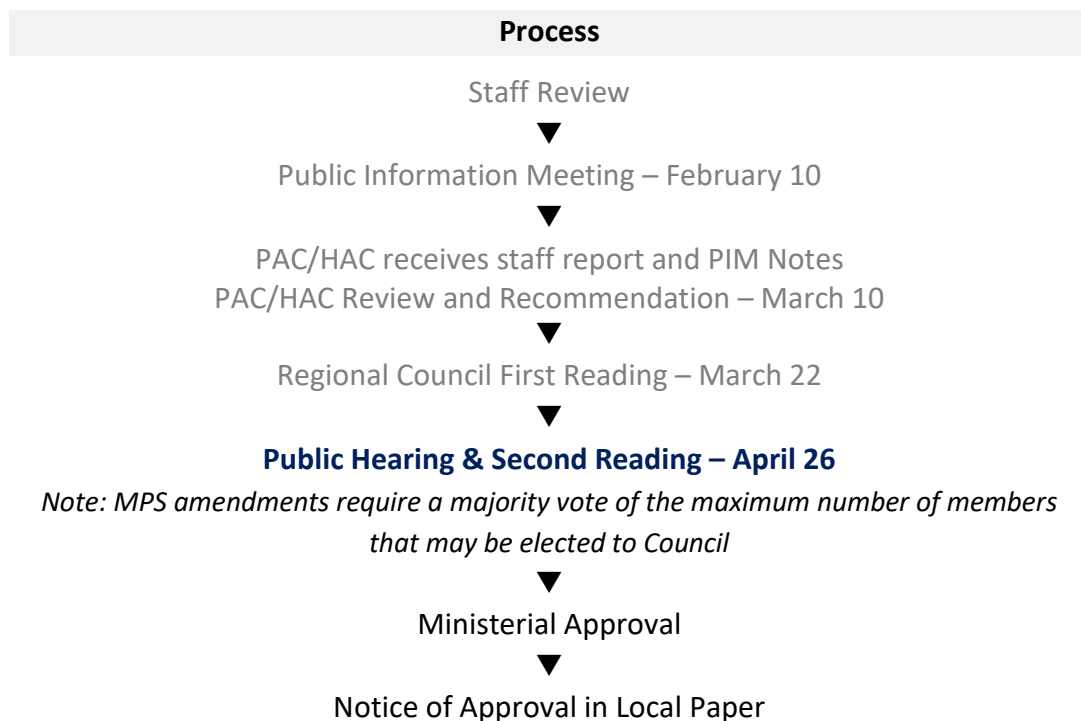 Process
Staff Review
Public Information Meeting – February 10
PAC/HAC receives staff report and PIM Notes
PAC/HAC Review and Recommendation – March 10
Regional Council First Reading – March 22
Public Hearing & Second Reading – April 26
Note: MPS amendments require a majority vote of the maximum number of members
that may be elected to Council
Ministerial Approval
Notice of Approval in Local Paper